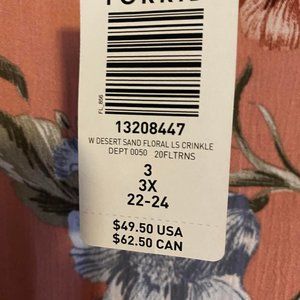 FL_I66
13208447
W DESERT SAND FLORAL LS CRINKLE
DEPT 0050 20FLTRNS
3
3X
22-24
$49.50 USA
$62.50 CAN